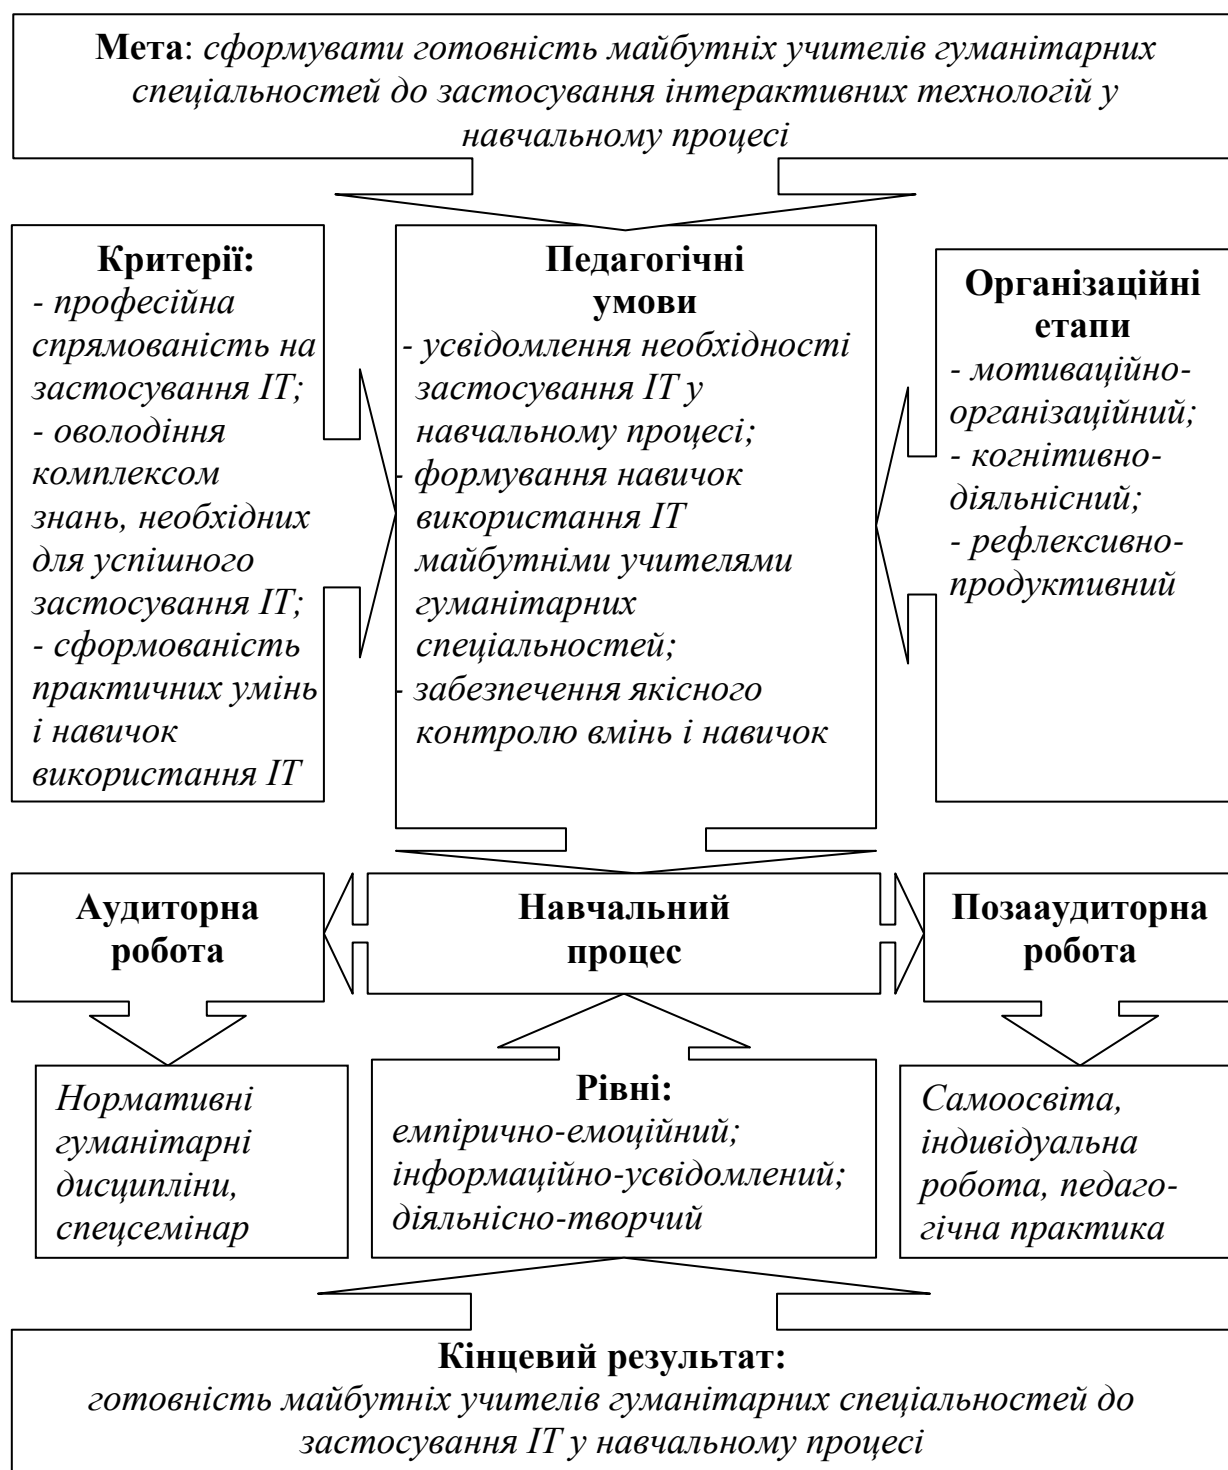 Мета: сформувати готовність майбутніх учителів гуманітарних
спеціальностей до застосування інтерактивних технологій у
навчальному процесі
Критерії:
- професійна
спрямованість на
застосування ІТ;
- оволодіння
комплексом
знань, необхідних
для успішного
застосування ІТ;
- сформованість
практичних умінь
і навичок
використання ІТ
Педагогічні
умови
- усвідомлення необхідності
застосування ІТ у
навчальному процесі;
- формування навичок
використання ІТ
майбутніми учителями
гуманітарних
спеціальностей;
- забезпечення якісного
контролю вмінь і навичок
Організаційні
етапи
- мотиваційно-
організаційний;
- когнітивно-
діяльнісний;
- рефлексивно-
продуктивний
Аудиторна
робота
Навчальний
процес
Позааудиторна
робота
Нормативні
гуманітарні
дисципліни,
спецсемінар
Рівні:
емпірично-емоційний;
інформаційно-усвідомлений;
діяльнісно-творчий
Самоосвіта,
індивідуальна
робота, педаго-
гічна практика
Кінцевий результат:
готовність майбутніх учителів гуманітарних спеціальностей до
застосування ІТ у навчальному процесі